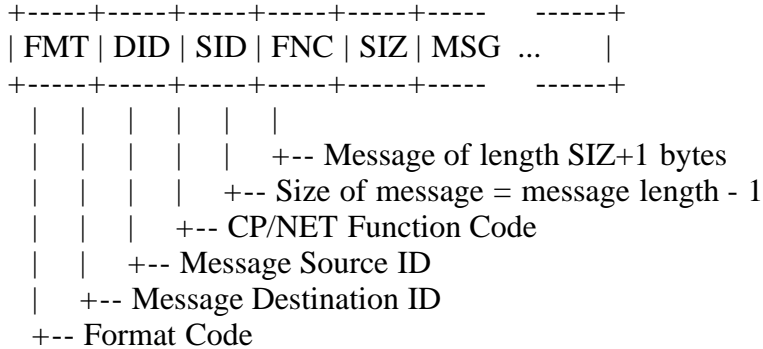 +-----+-----+-----+-----+-----+----- ------+
| FMT | DID | SID | FNC | SIZ | MSG ... |
+-----+-----+-----+-----+-----+----- ------+
| | | | | |
| | | | | +-- Message of length SIZ+1 bytes
| | | | +-- Size of message = message length - 1
| | | +-- CP/NET Function Code
| | +-- Message Source ID
| +-- Message Destination ID
+-- Format Code